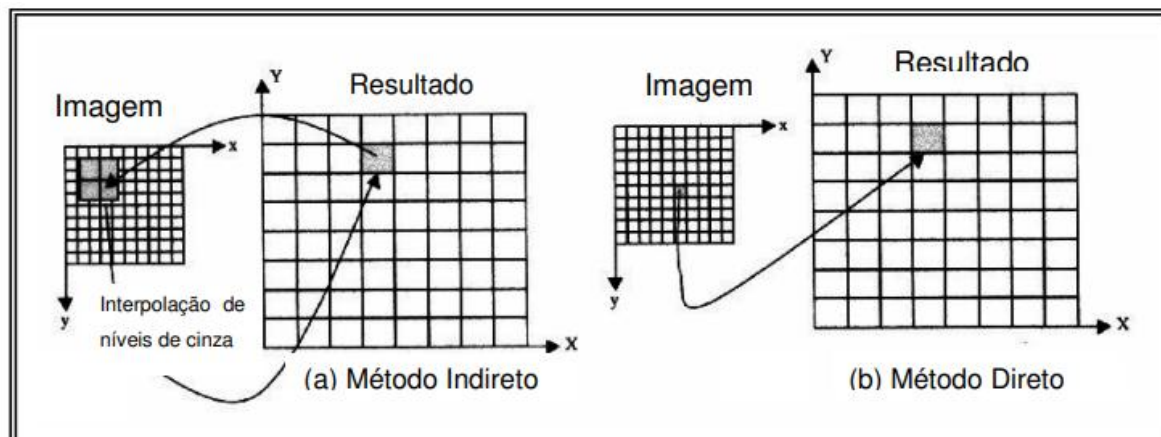 Imagem
Y
Resultado
x
y
Interpolação de
níveis de cinza
X
(a) Método Indireto
Imagem
Y
Resultado
x
y
X
(b) Método Direto